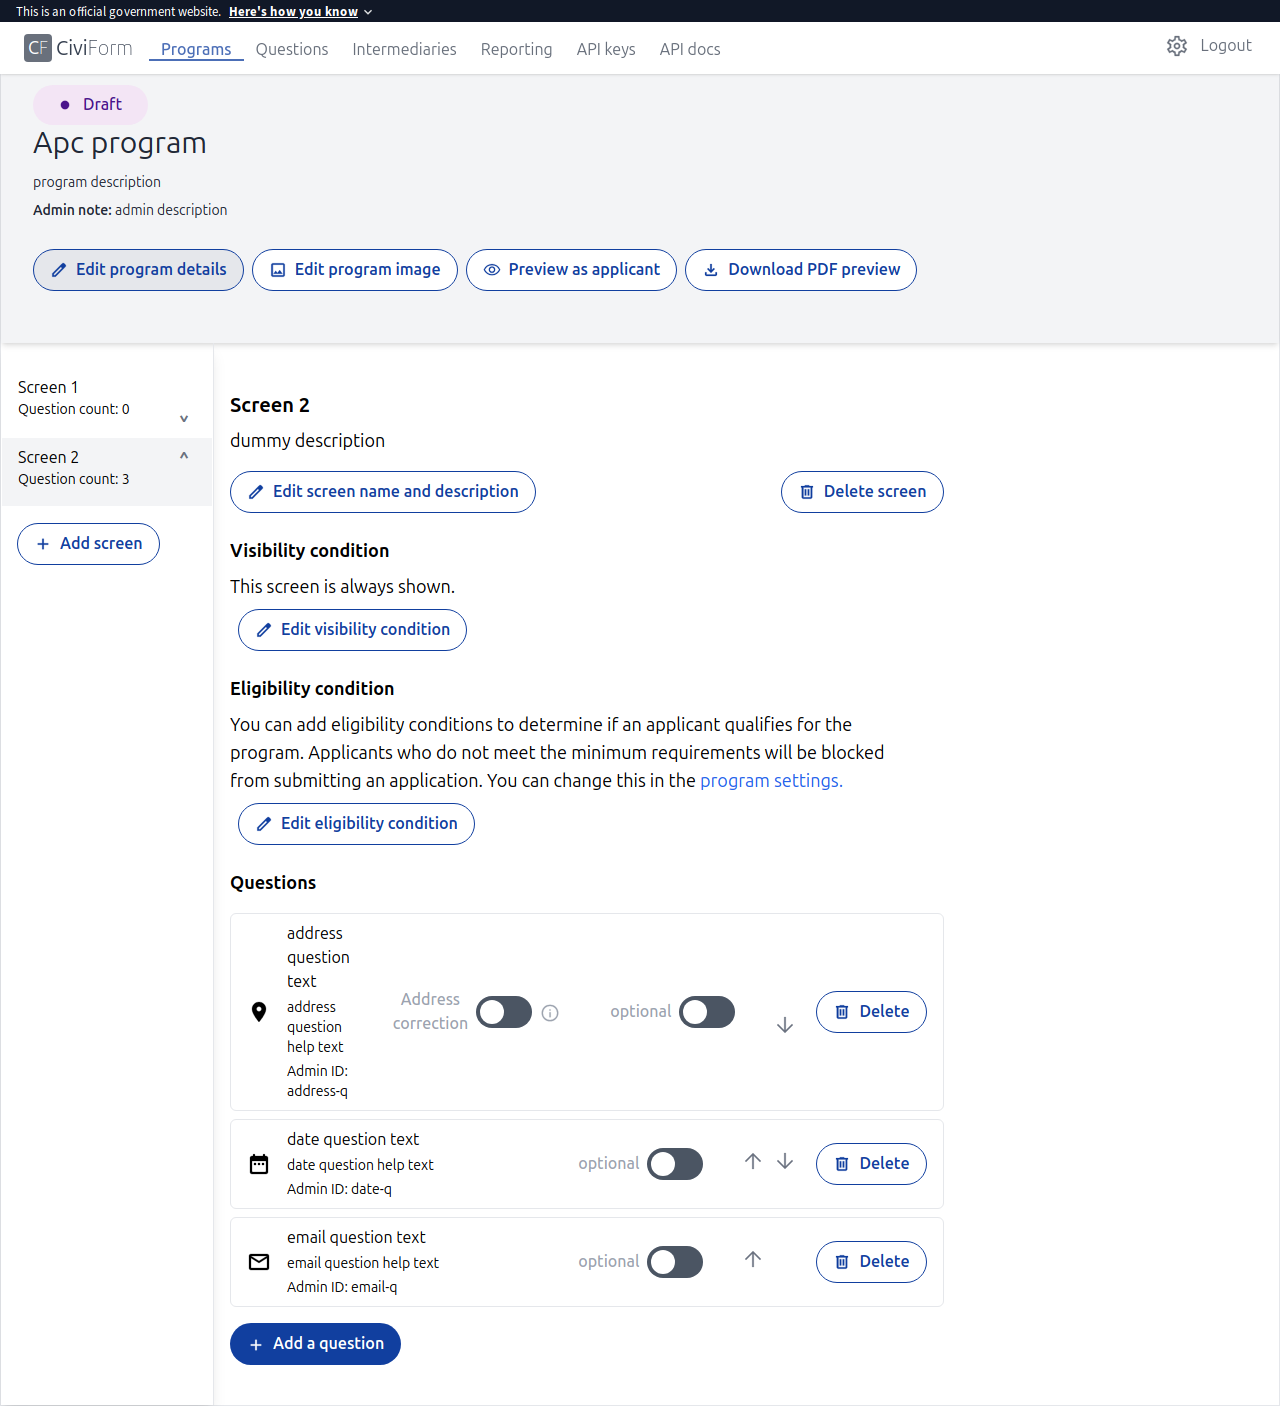 This is an official government website. Here's how you know
CF CiviForm Programs Questions Intermediaries Reporting API keys API docs Logout
Draft
Apc program
program description
Admin note: admin description
Edit program details Edit program image Preview as applicant Download PDF preview
Screen 1
Question count: 0
Screen 2
Question count: 3
Add screen
Screen 2
dummy description
Edit screen name and description Delete screen
Visibility condition
This screen is always shown.
Edit visibility condition
Eligibility condition
You can add eligibility conditions to determine if an applicant qualifies for the
program. Applicants who do not meet the minimum requirements will be blocked
from submitting an application. You can change this in the program settings.
Edit eligibility condition
Questions
address
question
text
address
question
help text
Admin ID:
address-q
Address
correction
optional
Delete
date question text
date question help text
Admin ID: date-q
optional
Delete
email question text
email question help text
Admin ID: email-q
optional
Delete
Add a question